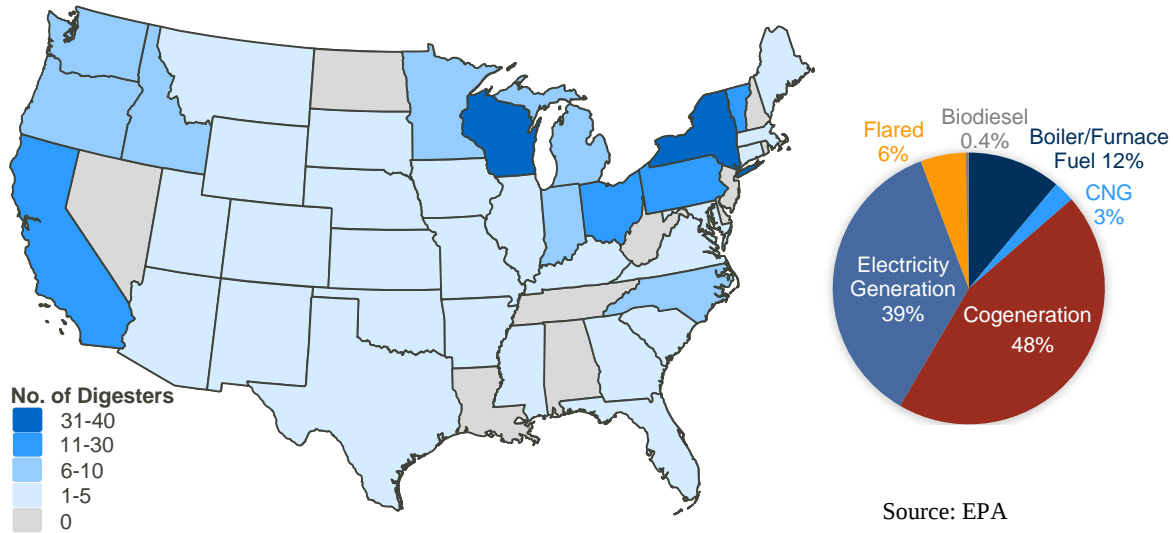 No. of Digesters
31-40
11-30
6-10
1-5
0
Biodiesel
0.4%
Flared
6%
Boiler/Furnace
Fuel 12%
CNG
3%
Electricity
Generation
39%
Cogeneration
48%
Source: EPA